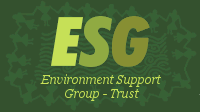 ESG
Environment Support
Group - Trust